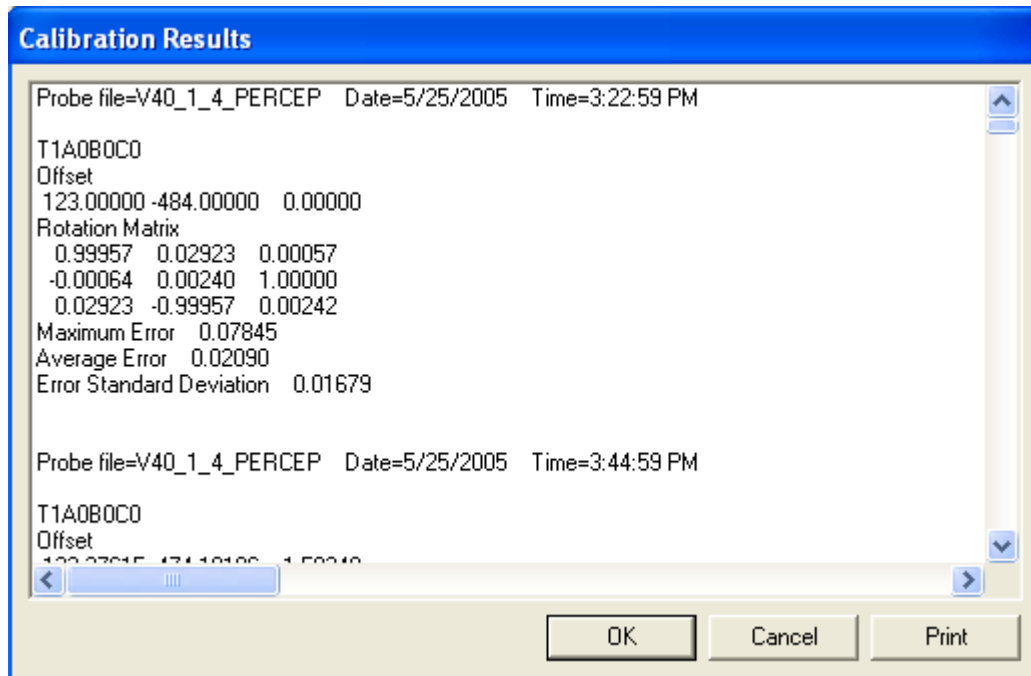 Calibration Results
Probe file=V40_1_4_PERCEP Date=5/25/2005 Time=3:22:59 PM
T1A0B0C0
Offset
123.00000 -484.00000 0.00000
Rotation Matrix
0.99957 0.02923 0.00057
-0.00064 0.00240 1.00000
0.02923 -0.99957 0.00242
Maximum Error 0.07845
Average Error 0.02090
Error Standard Deviation 0.01679
Probe file=V40_1_4_PERCEP Date=5/25/2005 Time=3:44:59 PM
T1A0B0C0
Offset
OK Cancel Print